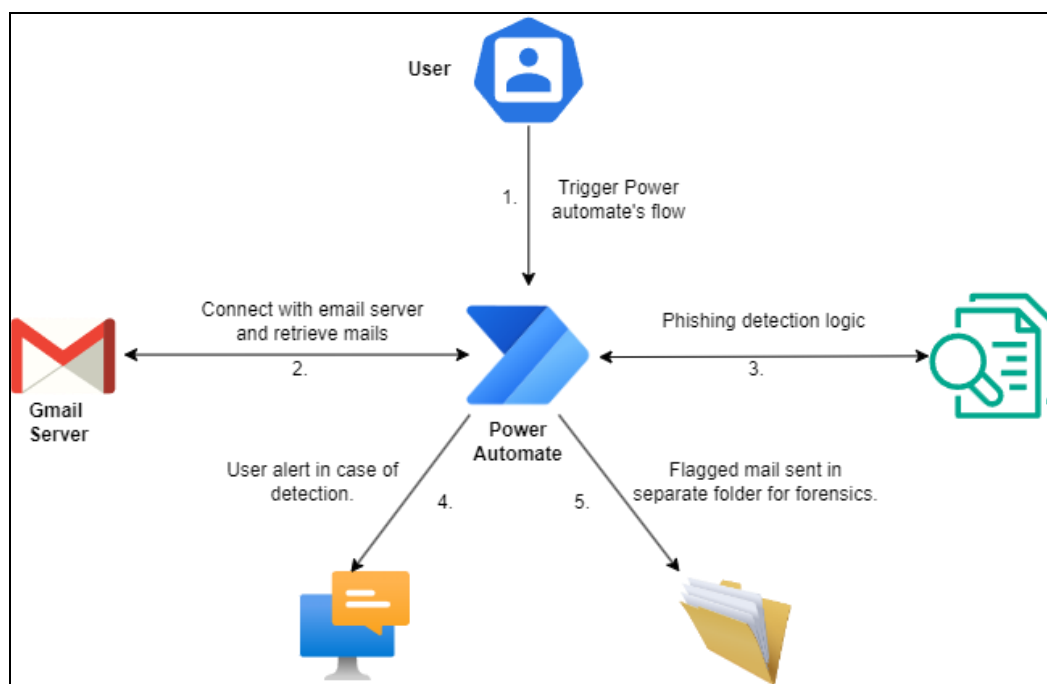 User
1.
Trigger Power
automate's flow
Connect with email server
and retrieve mails
2.
Phishing detection logic
3.
Gmail
Server
Power
Automate
User alert in case of
detection.
4.
5.
Flagged mail sent in
separate folder for forensics.